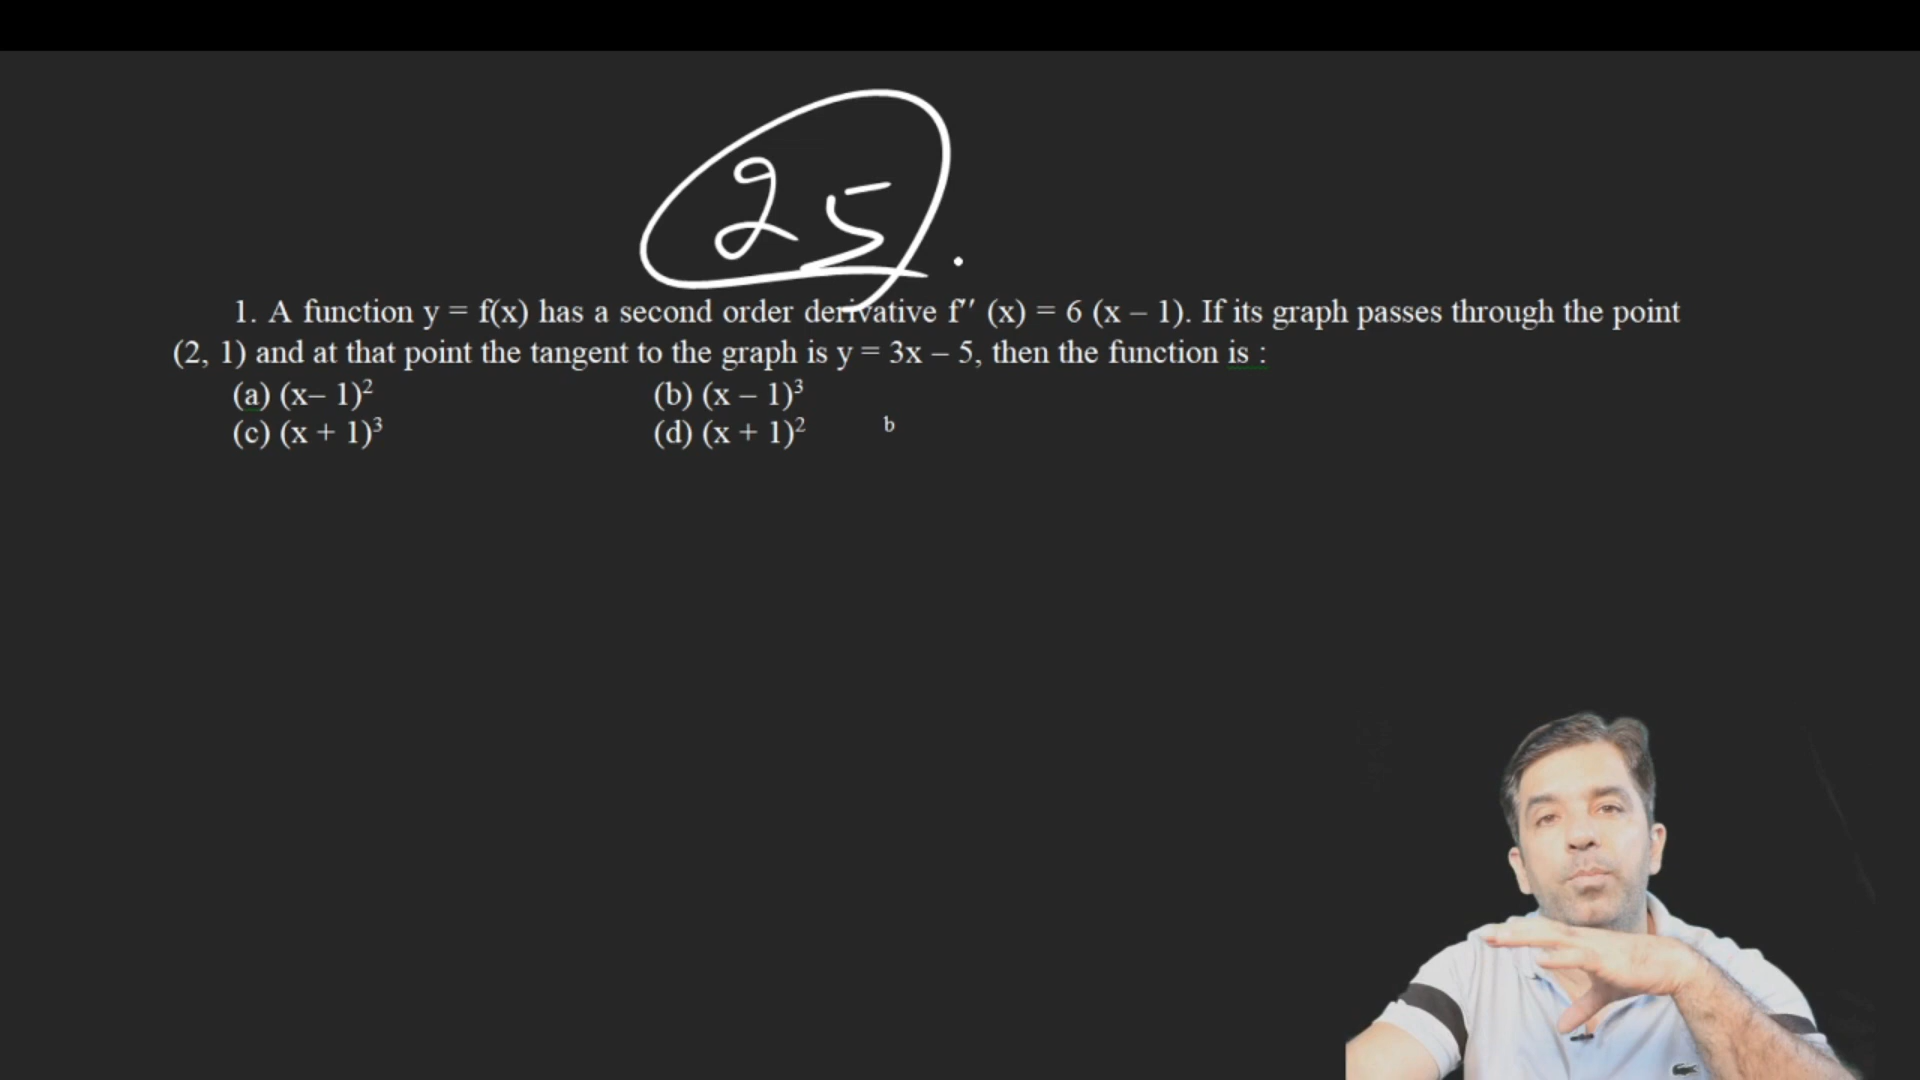 25.
1. A function y = f(x) has a second order derivative f″ (x) = 6 (x – 1). If its graph passes through the point
(2, 1) and at that point the tangent to the graph is y = 3x – 5, then the function is :
(a) (x– 1)² (b) (x – 1)³
(c) (x + 1)³ (d) (x + 1)² b